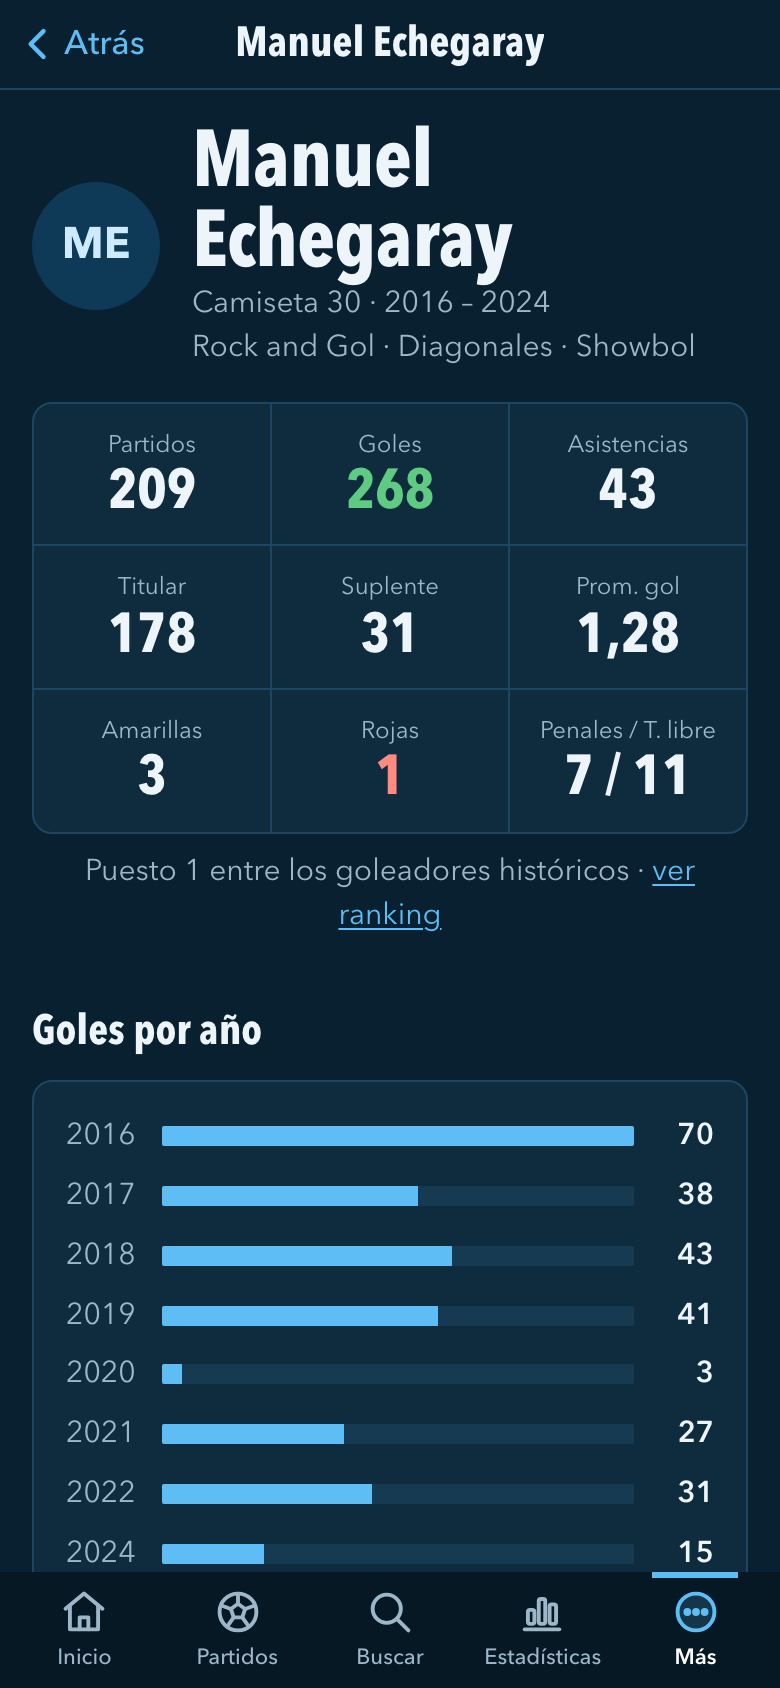 Atrás
Manuel Echegaray
ME
Manuel
Echegaray
Camiseta 30 · 2016 – 2024
Rock and Gol · Diagonales · Showbol
Partidos
209
Goles
268
Asistencias
43
Titular
178
Suplente
31
Prom. gol
1,28
Amarillas
3
Rojas
1
Penales / T. libre
7 / 11
Puesto 1 entre los goleadores históricos · ver
ranking
Goles por año
2016 70
2017 38
2018 43
2019 41
2020 3
2021 27
2022 31
2024 15
Inicio
Partidos
Buscar
Estadísticas
Más